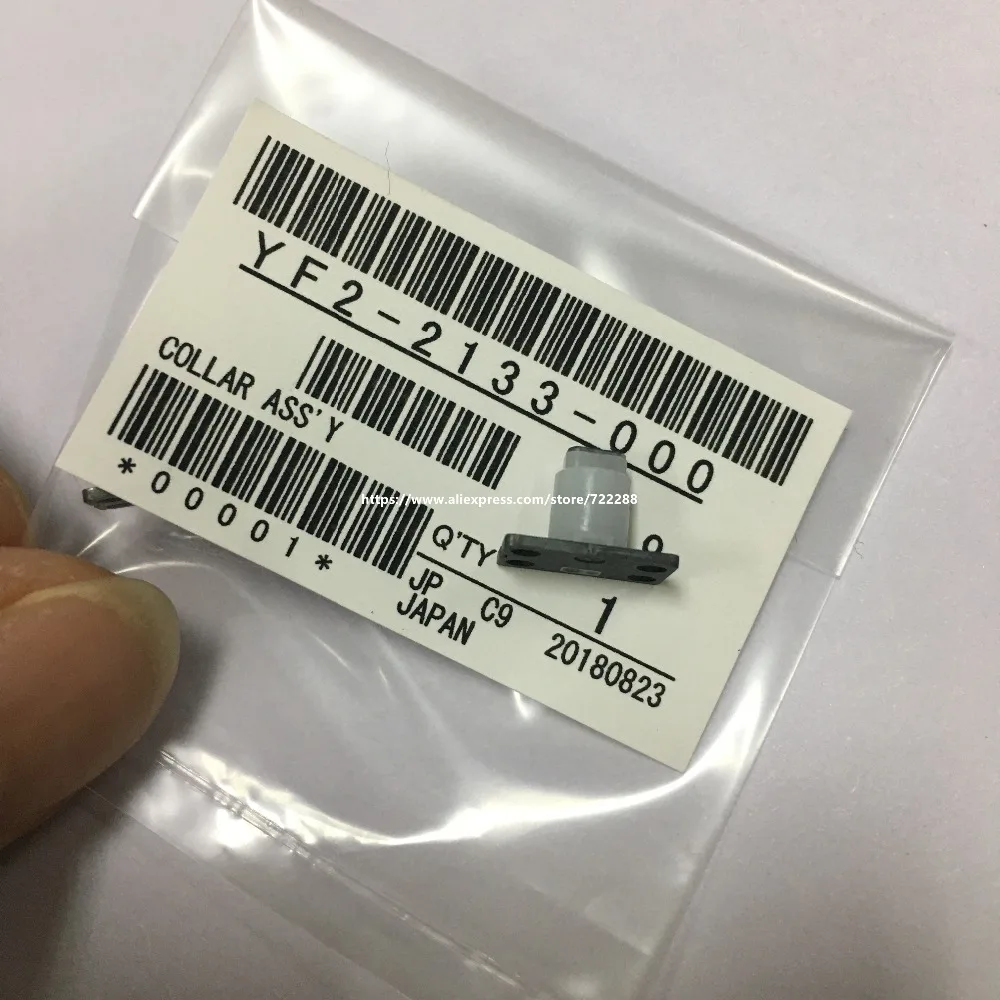 YF2-2133-000
COLLAR ASS'Y
*00001*
Q'TY
1
JP C9 20180823
JAPAN
https://www.aliexpress.com/store/722288